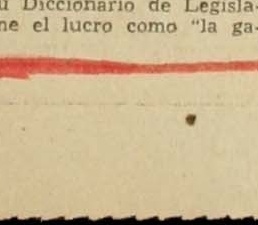 u Diccionario de Legisla-
ne el lucro como "la ga-